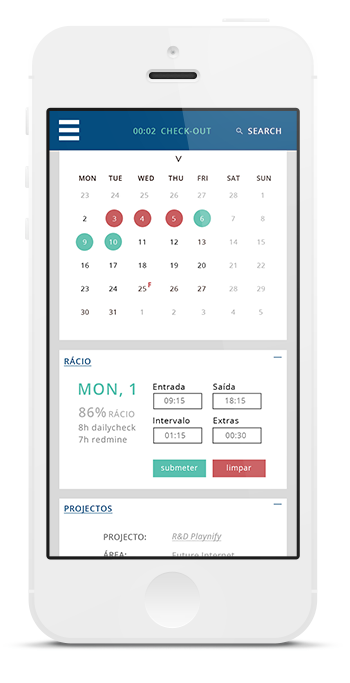 00:02 CHECK-OUT SEARCH
MON TUE WED THU FRI SAT SUN
23 24 25 26 27 28 1
2 3 4 5 6 7 8
9 10 11 12 13 14 15
16 17 18 19 20 21 22
23 24 25 F 26 27 28 29
30 31 1 2 3 4 5
RÁCIO
MON, 1
86% RÁCIO
8h dailycheck
7h redmine
Entrada Saída
09:15 18:15
Intervalo Extras
01:15 00:30
submeter limpar
PROJECTOS
PROJECTO: R&D Playnify
ÁREA: Future Internet